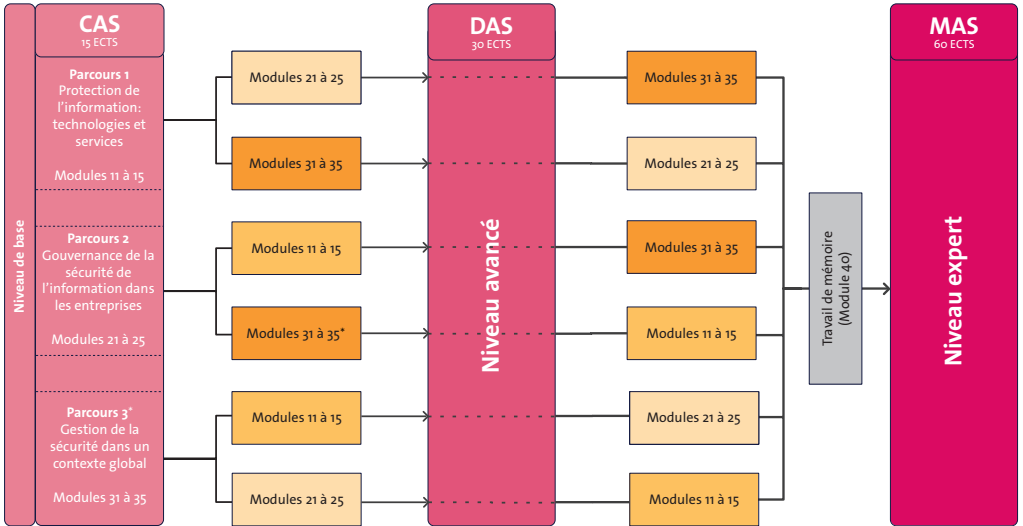 Niveau de base
CAS
15 ECTS
Parcours 1
Protection de
l'information:
technologies et
services
Modules 11 à 15
Parcours 2
Gouvernance de la
sécurité de
l'information dans
les entreprises
Modules 21 à 25
Parcours 3*
Gestion de la
sécurité dans un
contexte global
Modules 31 à 35
Modules 21 à 25
Modules 31 à 35
Modules 11 à 15
Modules 31 à 35*
Modules 11 à 15
Modules 21 à 25
DAS
30 ECTS
Niveau avancé
Modules 31 à 35
Modules 21 à 25
Modules 31 à 35
Modules 11 à 15
Modules 21 à 25
Modules 11 à 15
Travail de mémoire
(Module 40)
MAS
60 ECTS
Niveau expert